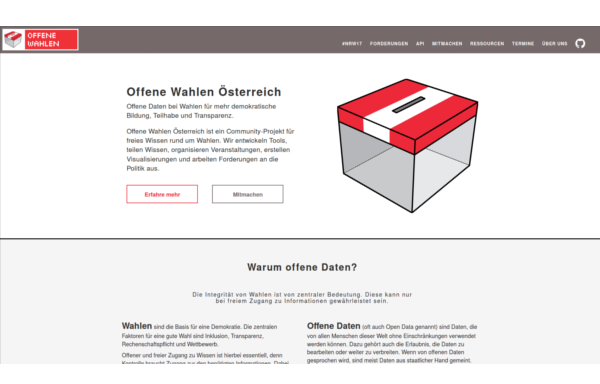 OFFENE
WAHLEN
#NRW17 FORDERUNGEN API MITMACHEN RESSOURCEN TERMINE ÜBER UNS
Offene Wahlen Österreich
Offene Daten bei Wahlen für mehr demokratische
Bildung, Teilhabe und Transparenz.
Offene Wahlen Österreich ist ein Community-Projekt für
freies Wissen rund um Wahlen. Wir entwickeln Tools,
teilen Wissen, organisieren Veranstaltungen, erstellen
Visualisierungen und arbeiten Forderungen an die
Politik aus.
Erfahre mehr
Mitmachen
Warum offene Daten?
Die Integrität von Wahlen ist von zentraler Bedeutung. Diese kann nur
bei freiem Zugang zu Informationen gewährleistet sein.
Wahlen sind die Basis für eine Demokratie. Die zentralen
Faktoren für eine gute Wahl sind Inklusion, Transparenz,
Rechenschaftspflicht und Wettbewerb.
Offener und freier Zugang zu Wissen ist hierbei essentiell, denn
Kontrolle braucht Zugang zur den benötigten Informationen. Dabei
Offene Daten (oft auch Open Data genannt) sind Daten, die
von allen Menschen dieser Welt ohne Einschränkungen verwendet
werden können. Dazu gehört auch die Erlaubnis, die Daten zu
bearbeiten oder weiter zu verbreiten. Wenn von offenen Daten
gesprochen wird, sind meist Daten aus staatlicher Hand gemeint.